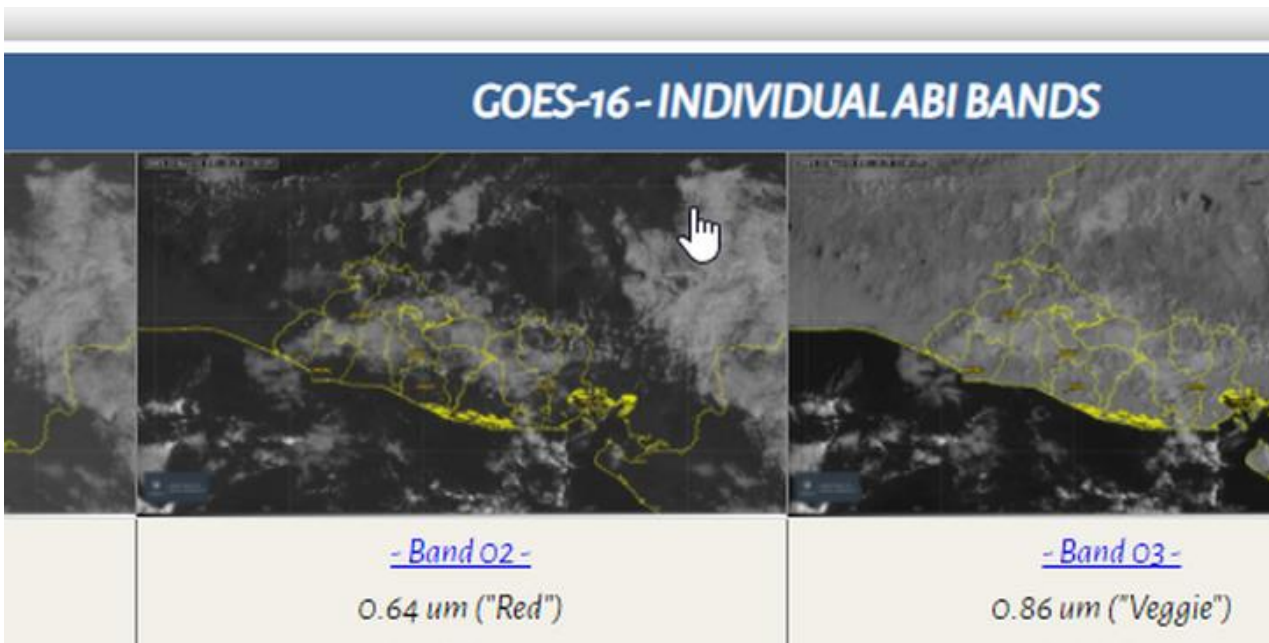 GOES-16 - INDIVIDUAL ABI BANDS
- Band 02 -
- Band 03 -
0.64 um ("Red")
0.86 um ("Veggie")